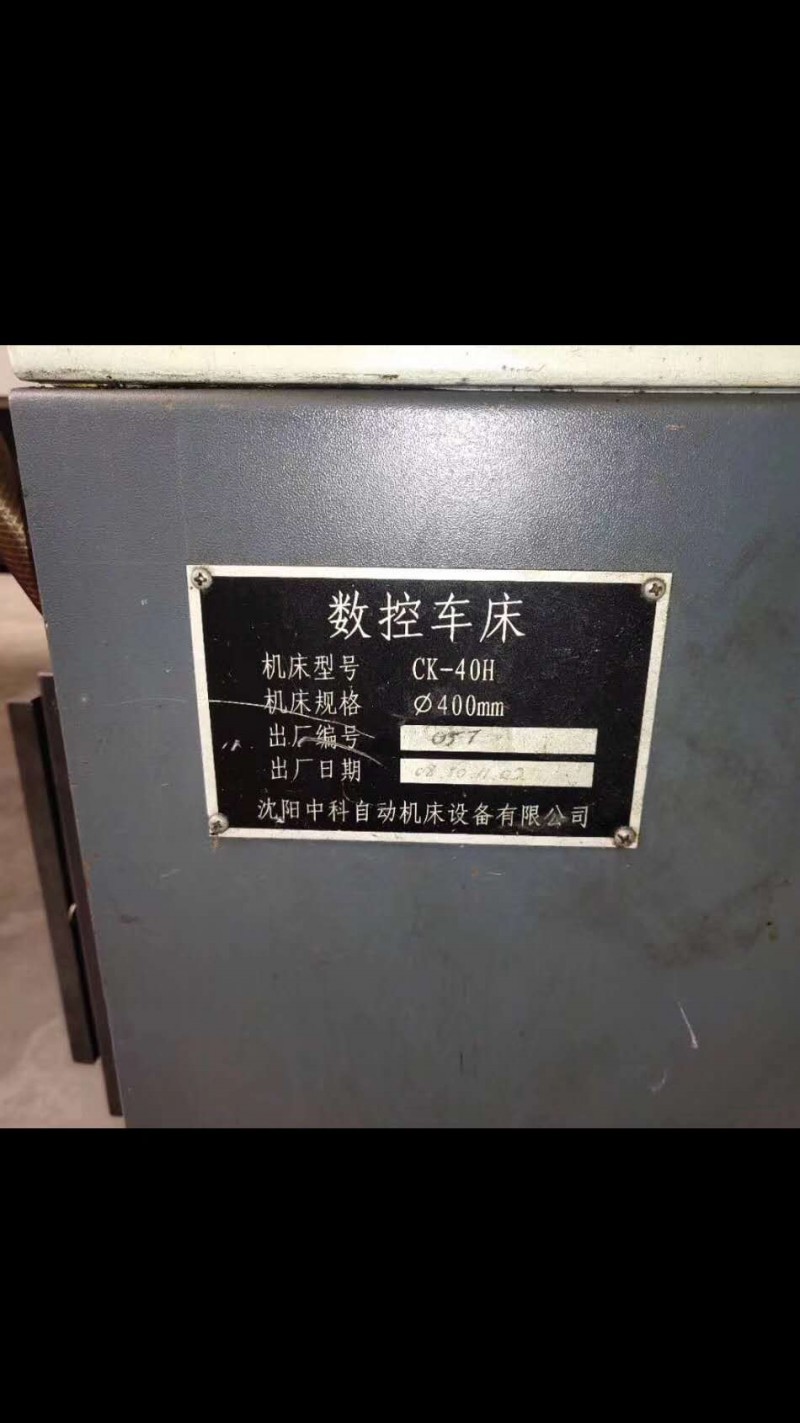 数控车床
机床型号 CK-40H
机床规格 Ø400mm
出厂编号 057
出厂日期
沈阳中科自动机床设备有限公司